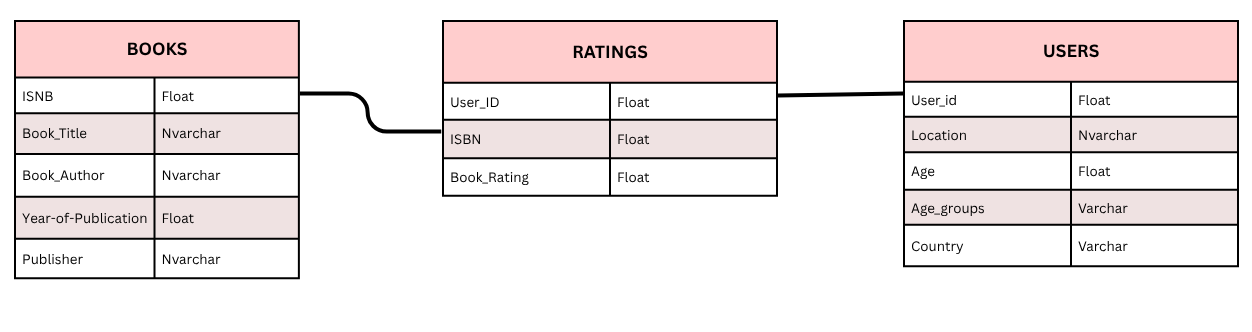 BOOKS
ISNB Float
Book_Title Nvarchar
Book_Author Nvarchar
Year-of-Publication Float
Publisher Nvarchar
RATINGS
User_ID Float
ISBN Float
Book_Rating Float
USERS
User_id Float
Location Nvarchar
Age Float
Age_groups Varchar
Country Varchar